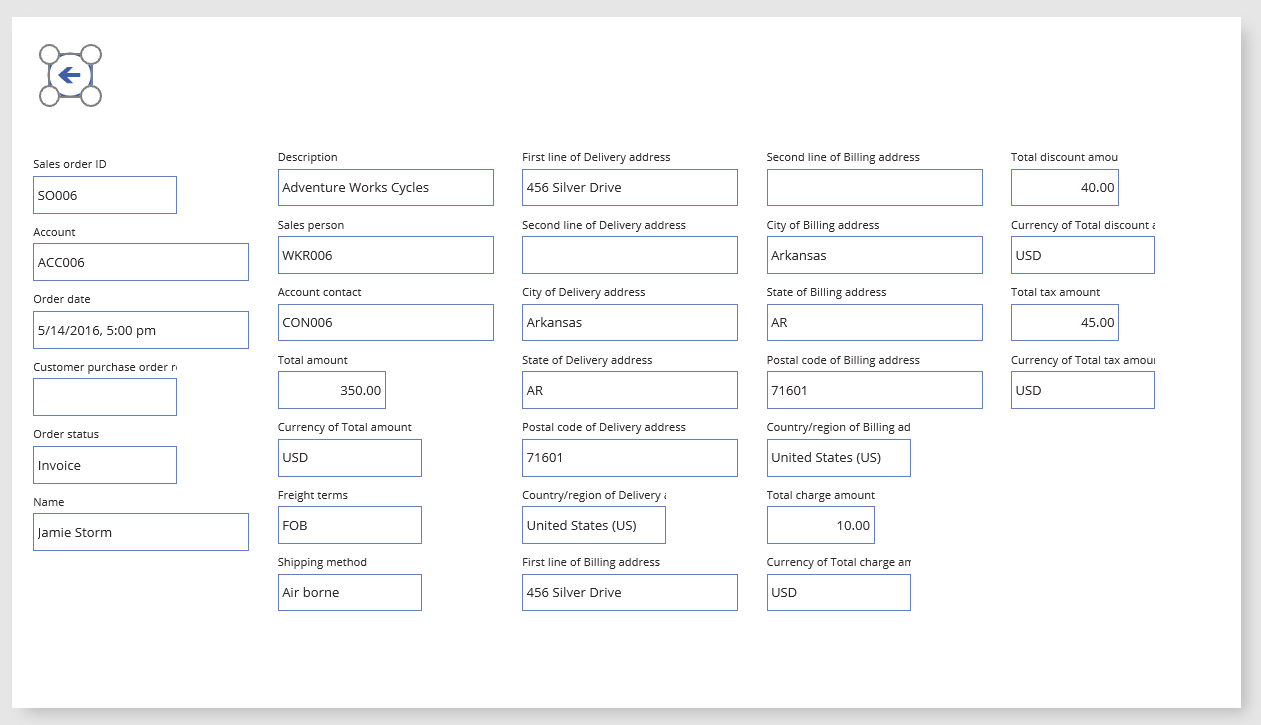 Sales order ID
SO006
Account
ACC006
Order date
5/14/2016, 5:00 pm
Customer purchase order r
Order status
Invoice
Name
Jamie Storm
Description
Adventure Works Cycles
Sales person
WKR006
Account contact
CON006
Total amount
350.00
Currency of Total amount
USD
Freight terms
FOB
Shipping method
Air borne
First line of Delivery address
456 Silver Drive
Second line of Delivery address
City of Delivery address
Arkansas
State of Delivery address
AR
Postal code of Delivery address
71601
Country/region of Delivery
United States (US)
First line of Billing address
456 Silver Drive
Second line of Billing address
City of Billing address
Arkansas
State of Billing address
AR
Postal code of Billing address
71601
Country/region of Billing ad
United States (US)
Total charge amount
10.00
Currency of Total charge
USD
Total discount amou
40.00
Currency of Total discount
USD
Total tax amount
45.00
Currency of Total tax amou
USD